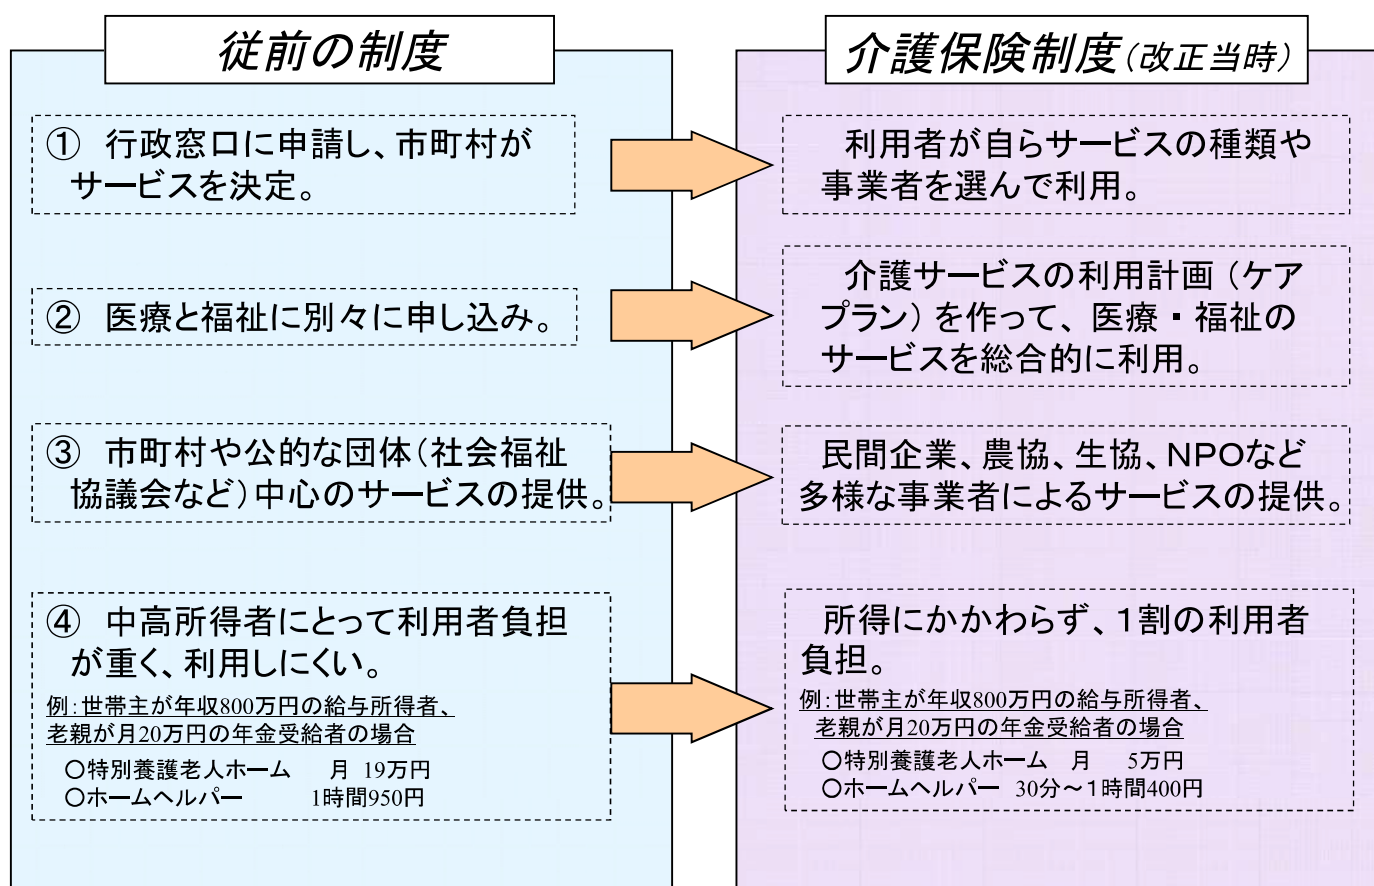 従前の制度
① 行政窓口に申請し、市町村が
サービスを決定。
② 医療と福祉に別々に申し込み。
③ 市町村や公的な団体（社会福祉
協議会など）中心のサービスの提供。
④ 中高所得者にとって利用者負担
が重く、利用しにくい。
例：世帯主が年収800万円の給与所得者、
老親が月20万円の年金受給者の場合
○特別養護老人ホーム 月 19万円
○ホームヘルパー 1時間950円
介護保険制度（改正当時）
利用者が自らサービスの種類や
事業者を選んで利用。
介護サービスの利用計画（ケア
プラン）を作って、医療・福祉の
サービスを総合的に利用。
民間企業、農協、生協、NPOなど
多様な事業者によるサービスの提供。
所得にかかわらず、１割の利用者
負担。
例：世帯主が年収800万円の給与所得者、
老親が月20万円の年金受給者の場合
○特別養護老人ホーム 月 5万円
○ホームヘルパー 30分～１時間400円